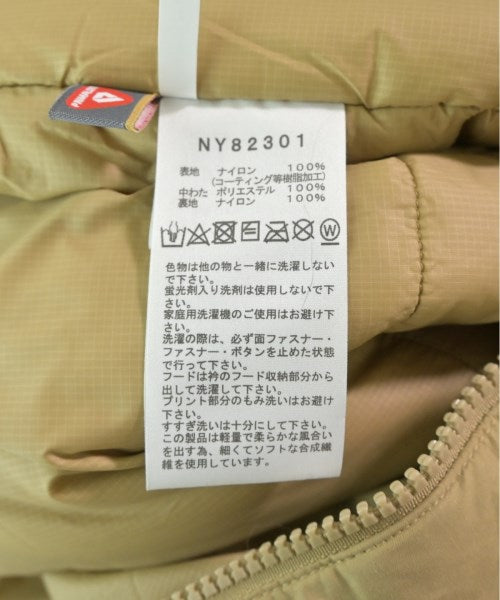 NY82301
表地 ナイロン 100%
(コーティング等樹脂加工)
中わた ポリエステル 100%
裏地 ナイロン 100%
W
色物は他の物と一緒に洗濯しない
で下さい。
蛍光剤入り洗剤は使用しないで下
さい。
家庭用洗濯機のご使用はお避け下
さい。
洗濯の際は、必ず面ファスナー・
ファスナー・ボタンを止めた状態
で行って下さい。
フードは衿のフード収納部分から
出して洗濯して下さい。
プリント部分のもみ洗いはお避け
下さい。
すすぎ洗いは十分にして下さい。
この製品は軽量で柔らかな風合い
を出す為、細くてソフトな合成繊
維を使用しています。